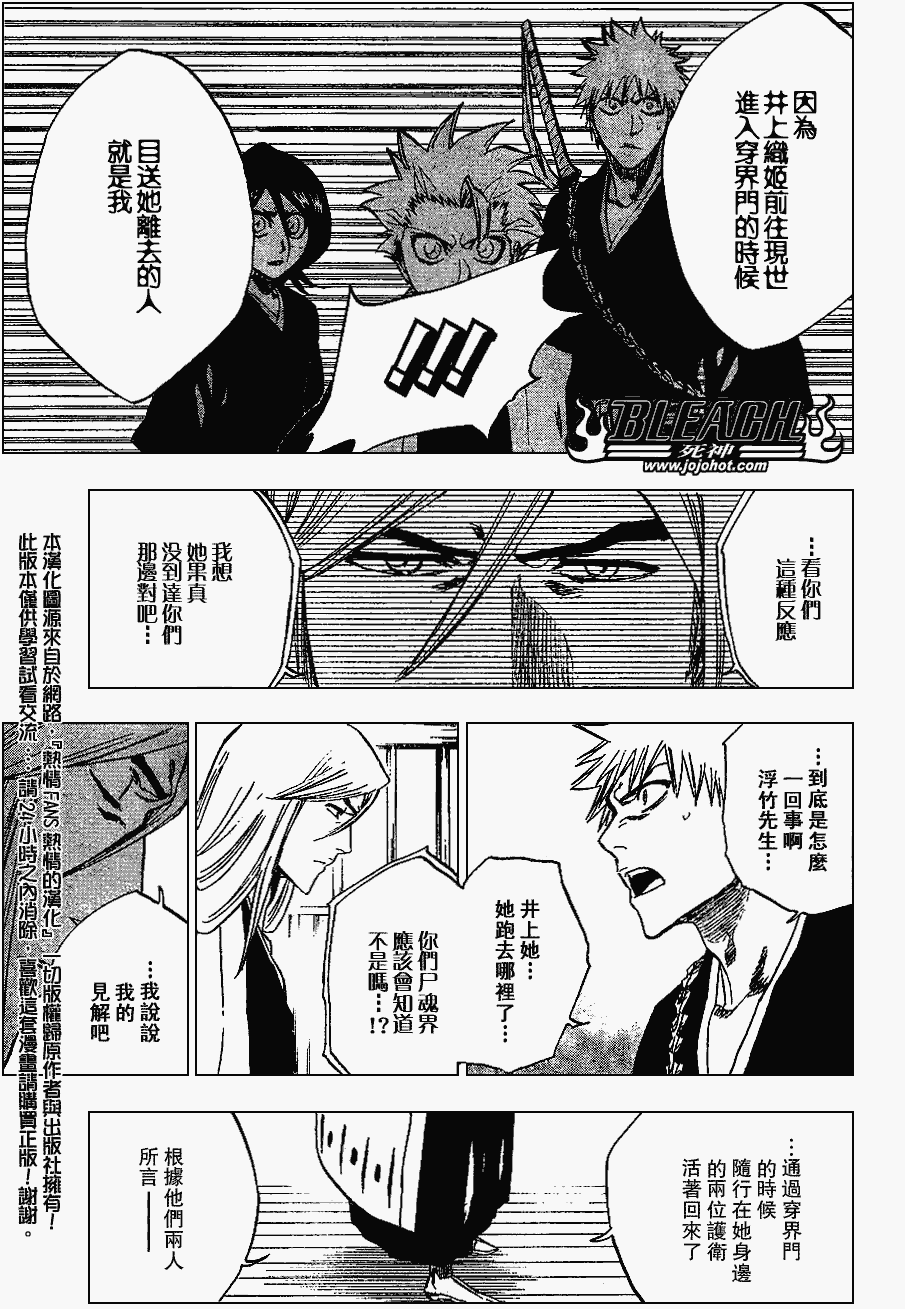 因為
井上織姬前往現世
進入穿界門的時候
!!!
目送她離去的人
就是我
BLEACH
死神
www.jojohot.com
…看你們
這種反應
我想
她果真
沒到達你們
那邊對吧…
…到底是怎麼
一回事啊
浮竹先生…
井上她…
她跑去哪裡了…
你們尸魂界
應該會知道
不是嗎…!?
…我說說
我的
見解吧
…通過穿界門
的時候
隨行在她身邊
的兩位護衛
活著回來了
根據他們兩人
所言——
本漢化圖源來自於網路，『熱情FANS熱情的漢化』一切版權歸原作者與出版社擁有!
此版本僅供學習試看交流……請24小時內消除，喜歡這套漫畫請購買正版!謝謝。